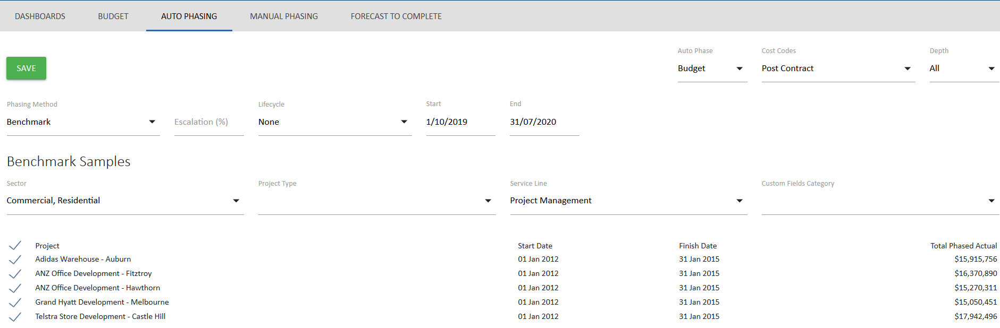 DASHBOARDS BUDGET AUTO PHASING MANUAL PHASING FORECAST TO COMPLETE
Auto Phase Cost Codes Depth
SAVE Budget Post Contract All
Phasing Method Lifecycle Start End
Benchmark Escalation (%) None 1/10/2019 31/07/2020
Benchmark Samples
Sector Project Type Service Line Custom Fields Category
Commercial, Residential Project Management
Project Start Date Finish Date Total Phased Actual
Adidas Warehouse - Auburn 01 Jan 2012 31 Jan 2015 $15,915,756
ANZ Office Development - Fitztroy 01 Jan 2012 31 Jan 2015 $16,370,890
ANZ Office Development - Hawthorn 01 Jan 2012 31 Jan 2015 $15,270,311
Grand Hyatt Development - Melbourne 01 Jan 2012 31 Jan 2015 $15,050,451
Telstra Store Development - Castle Hill 01 Jan 2012 31 Jan 2015 $17,942,496